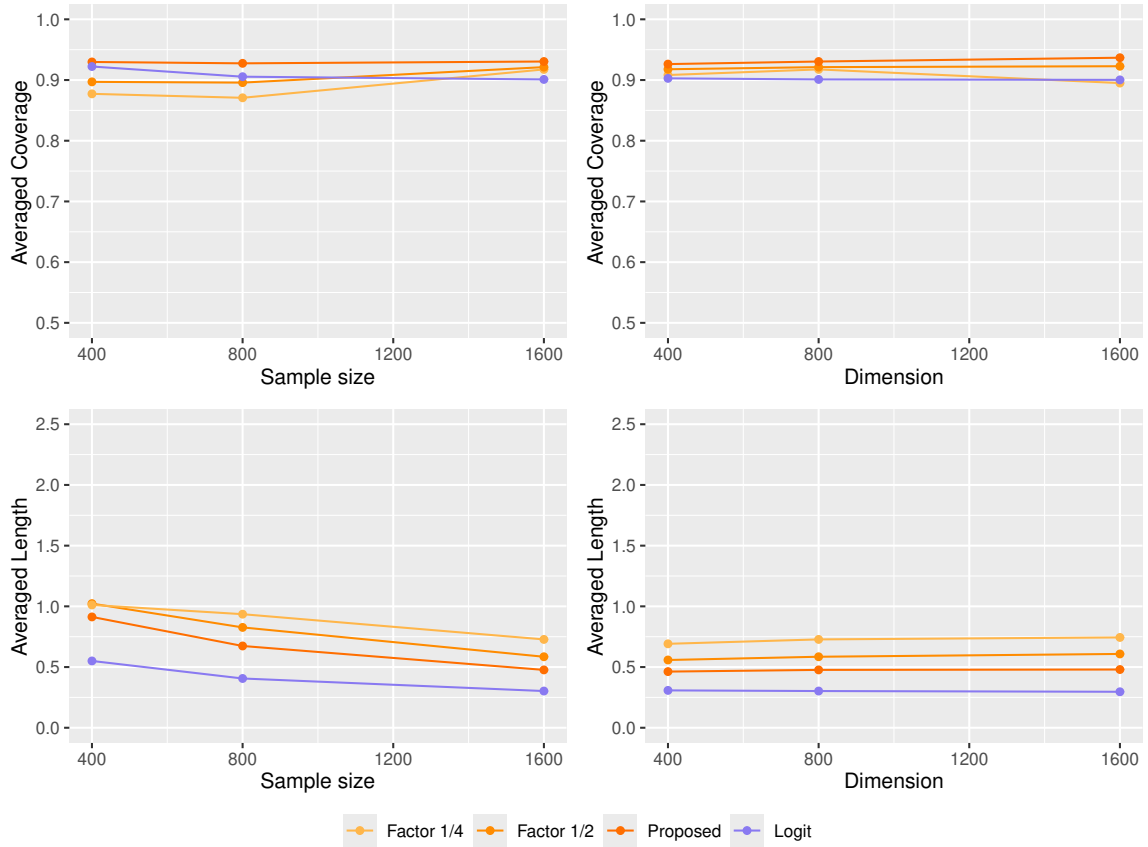 1.0
0.9
0.8
0.7
0.6
0.5
Averaged Coverage
400 800 1200 1600
Sample size
1.0
0.9
0.8
0.7
0.6
0.5
Averaged Coverage
400 800 1200 1600
Dimension
2.5
2.0
1.5
1.0
0.5
0.0
Averaged Length
400 800 1200 1600
Sample size
2.5
2.0
1.5
1.0
0.5
0.0
Averaged Length
400 800 1200 1600
Dimension
Factor 1/4 Factor 1/2 Proposed Logit